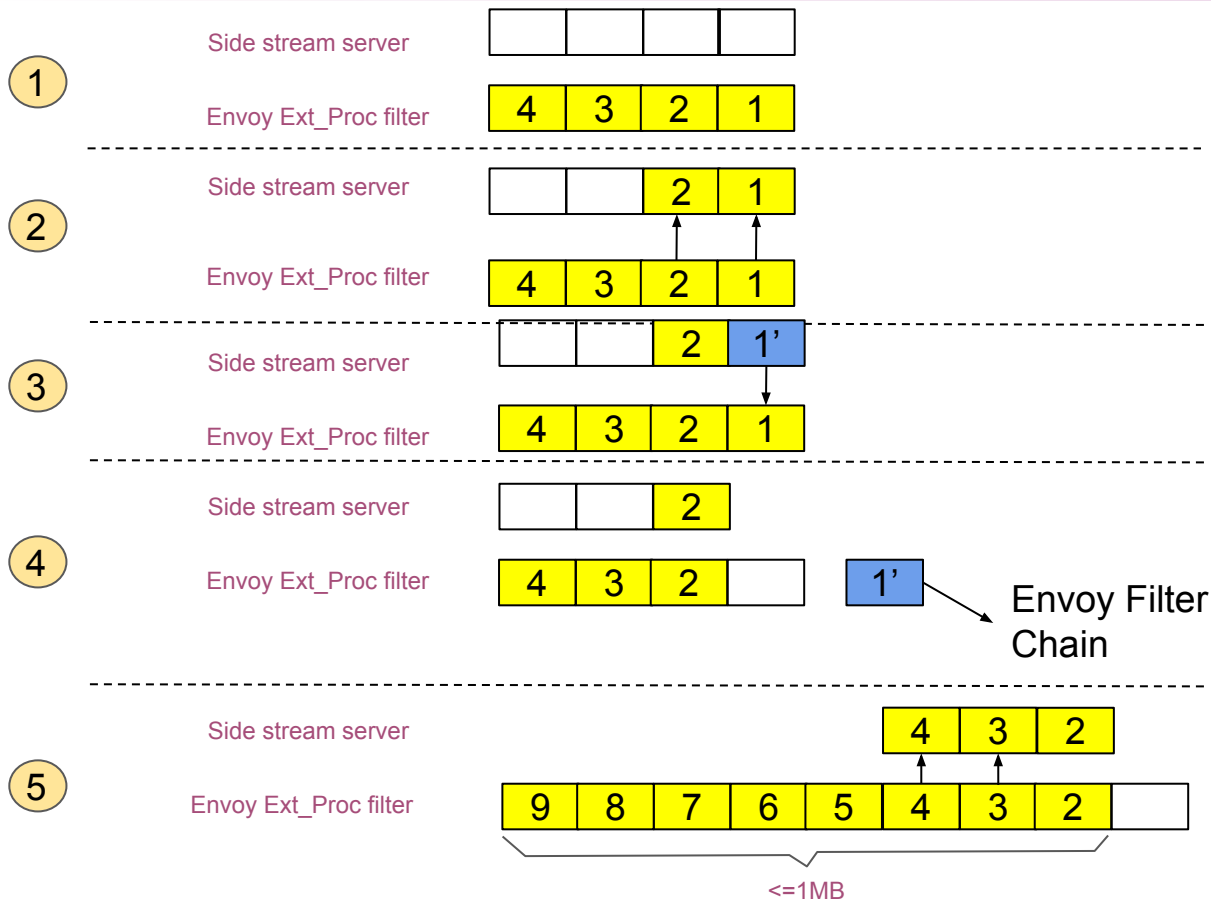 1
Side stream server
Envoy Ext_Proc filter
4 3 2 1
2
Side stream server
2 1
Envoy Ext_Proc filter
4 3 2 1
3
Side stream server
2 1’
Envoy Ext_Proc filter
4 3 2 1
4
Side stream server
2
Envoy Ext_Proc filter
4 3 2
1’
Envoy Filter
Chain
5
Side stream server
4 3 2
Envoy Ext_Proc filter
9 8 7 6 5 4 3 2
<=1MB